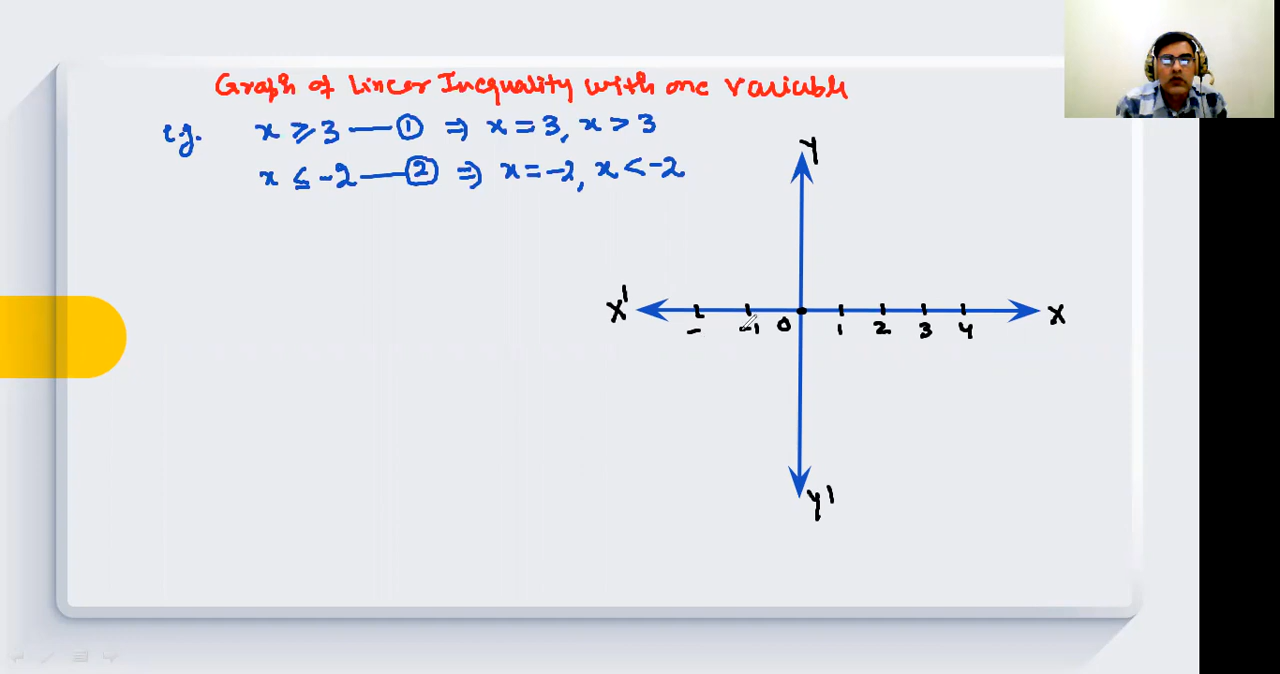 Graph of Linear Inequality with one variable
e.g. x ≥ 3 — ① ⇒ x = 3, x > 3
x ≤ -2 — ② ⇒ x = -2, x < -2
Y
X' X
- -1 0 1 2 3 4
Y'